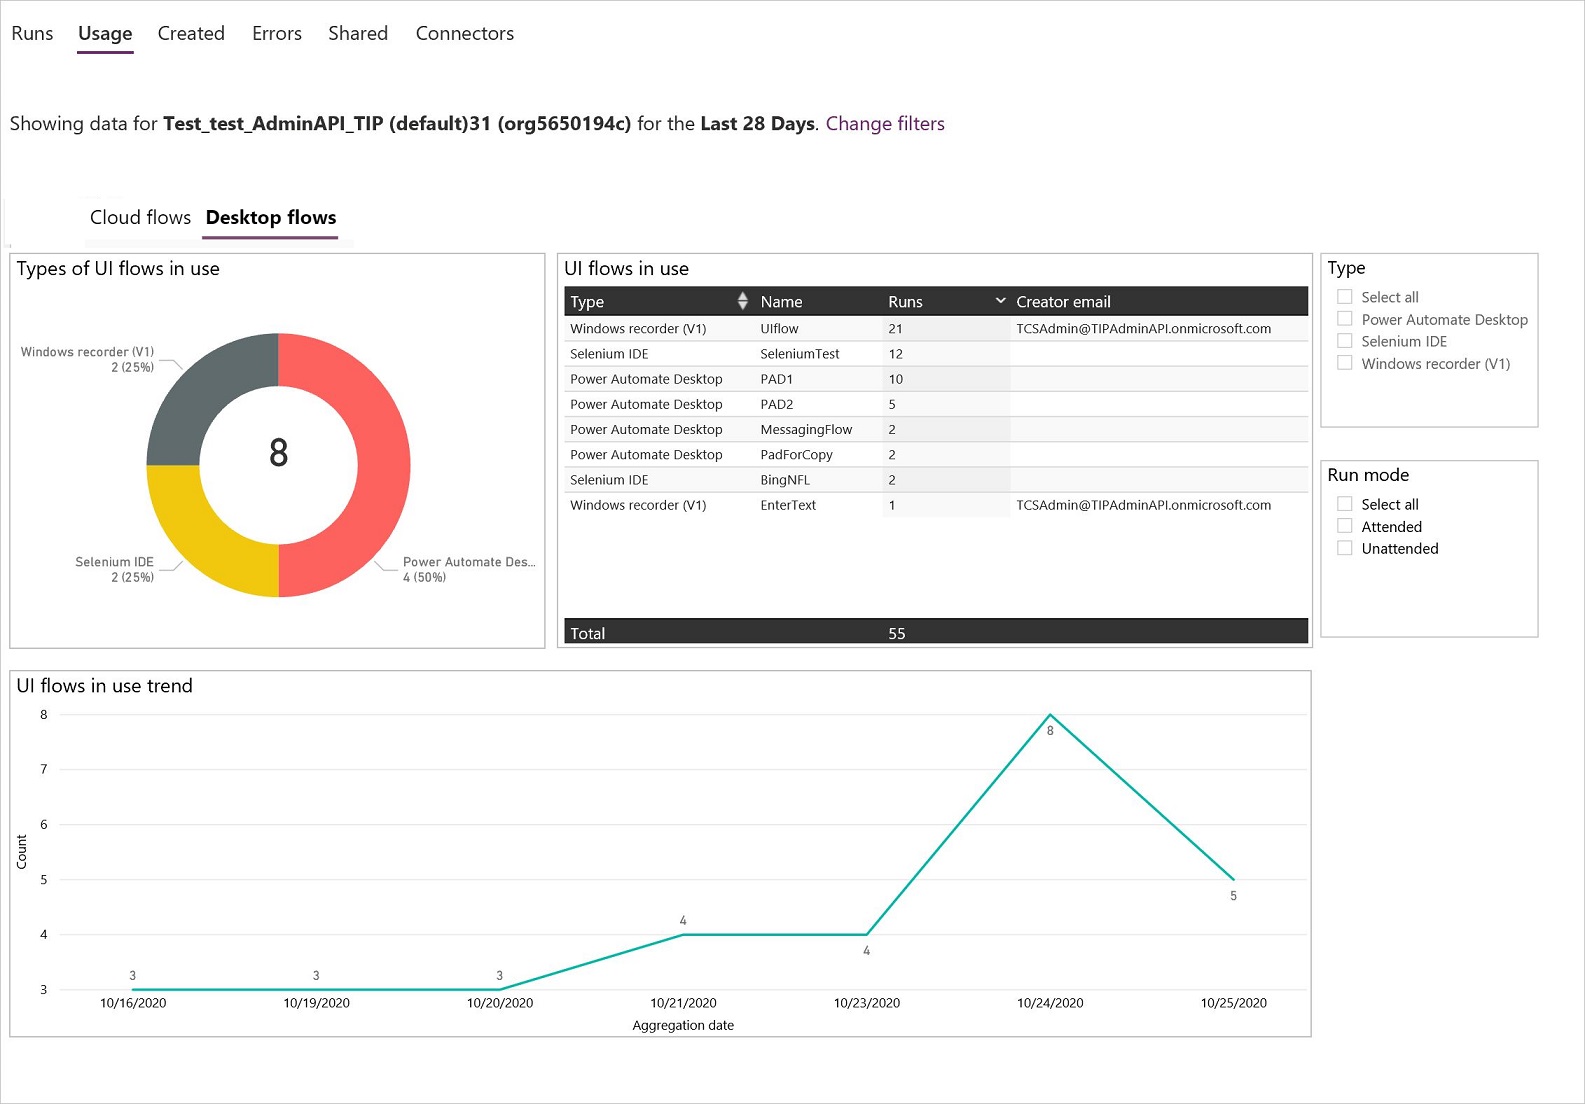 Runs Usage Created Errors Shared Connectors
Showing data for Test_test_AdminAPI_TIP (default)31 (org5650194c) for the Last 28 Days. Change filters
Cloud flows Desktop flows
Types of UI flows in use
Windows recorder (V1)
2 (25%)
8
Selenium IDE
2 (25%)
Power Automate Des...
4 (50%)
UI flows in use
Type Name Runs Creator email
Windows recorder (V1) UIflow 21 TCSAdmin@TIPAdminAPI.onmicrosoft.com
Selenium IDE SeleniumTest 12
Power Automate Desktop PAD1 10
Power Automate Desktop PAD2 5
Power Automate Desktop MessagingFlow 2
Power Automate Desktop PadForCopy 2
Selenium IDE BingNFL 2
Windows recorder (V1) EnterText 1 TCSAdmin@TIPAdminAPI.onmicrosoft.com
Total 55
Type
Select all
Power Automate Desktop
Selenium IDE
Windows recorder (V1)
Run mode
Select all
Attended
Unattended
UI flows in use trend
Count
8
7
6
5
4
3
3 3 3 4 4 8 5
10/16/2020 10/19/2020 10/20/2020 10/21/2020 10/23/2020 10/24/2020 10/25/2020
Aggregation date